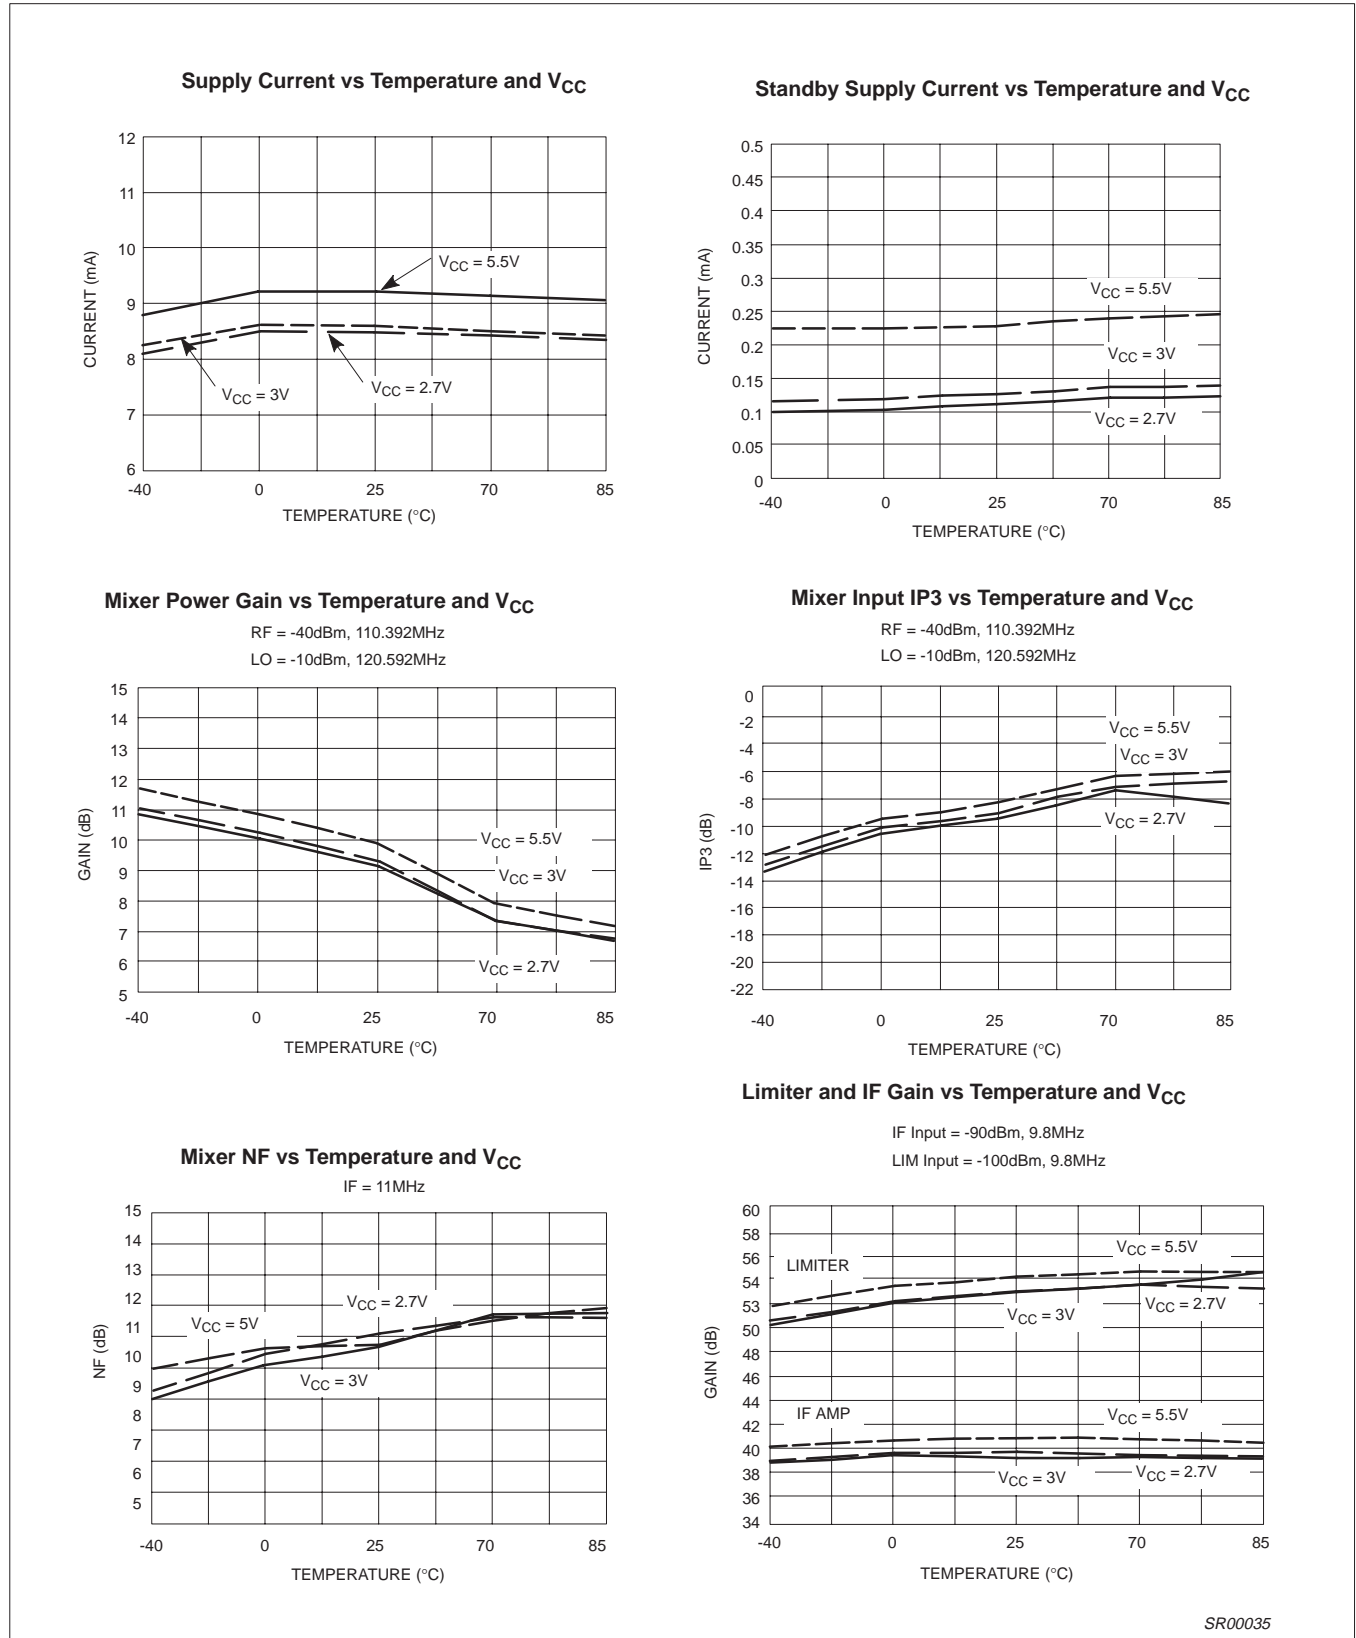 Supply Current vs Temperature and VCC
12
11
10
9
8
7
6
CURRENT (mA)
VCC = 5.5V
VCC = 3V
VCC = 2.7V
-40 0 25 70 85
TEMPERATURE (°C)
Standby Supply Current vs Temperature and VCC
0.5
0.45
0.4
0.35
0.3
0.25
0.2
0.15
0.1
0.05
0
CURRENT (mA)
VCC = 5.5V
VCC = 3V
VCC = 2.7V
-40 0 25 70 85
TEMPERATURE (°C)
Mixer Power Gain vs Temperature and VCC
RF = -40dBm, 110.392MHz
LO = -10dBm, 120.592MHz
15
14
13
12
11
10
9
8
7
6
5
GAIN (dB)
VCC = 5.5V
VCC = 3V
VCC = 2.7V
-40 0 25 70 85
TEMPERATURE (°C)
Mixer Input IP3 vs Temperature and VCC
RF = -40dBm, 110.392MHz
LO = -10dBm, 120.592MHz
0
-2
-4
-6
-8
-10
-12
-14
-16
-18
-20
-22
IP3 (dB)
VCC = 5.5V
VCC = 3V
VCC = 2.7V
-40 0 25 70 85
TEMPERATURE (°C)
Mixer NF vs Temperature and VCC
IF = 11MHz
15
14
13
12
11
10
9
8
7
6
5
NF (dB)
VCC = 2.7V
VCC = 5V
VCC = 3V
-40 0 25 70 85
TEMPERATURE (°C)
Limiter and IF Gain vs Temperature and VCC
IF Input = -90dBm, 9.8MHz
LIM Input = -100dBm, 9.8MHz
60
58
56
54
53
50
48
46
44
42
40
38
36
34
GAIN (dB)
VCC = 5.5V
LIMITER
VCC = 2.7V
VCC = 3V
IF AMP
VCC = 5.5V
VCC = 3V
VCC = 2.7V
-40 0 25 70 85
TEMPERATURE (°C)
SR00035